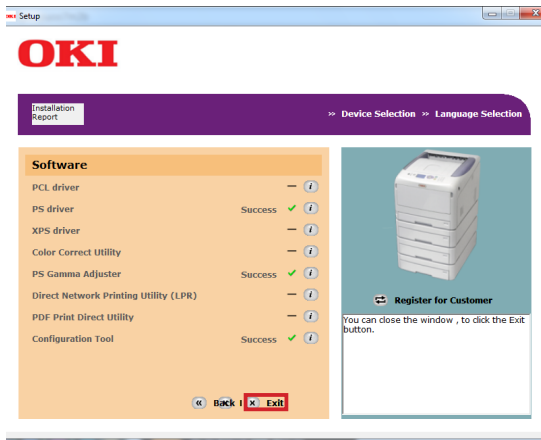 OKI Setup
OKI
Installation
Report
» Device Selection » Language Selection
Software
PCL driver – i
PS driver Success ✔ i
XPS driver – i
Color Correct Utility – i
PS Gamma Adjuster Success ✔ i
Direct Network Printing Utility (LPR) – i
PDF Print Direct Utility – i
Configuration Tool Success ✔ i
« Back x Exit
Register for Customer
You can close the window , to click the Exit
button.